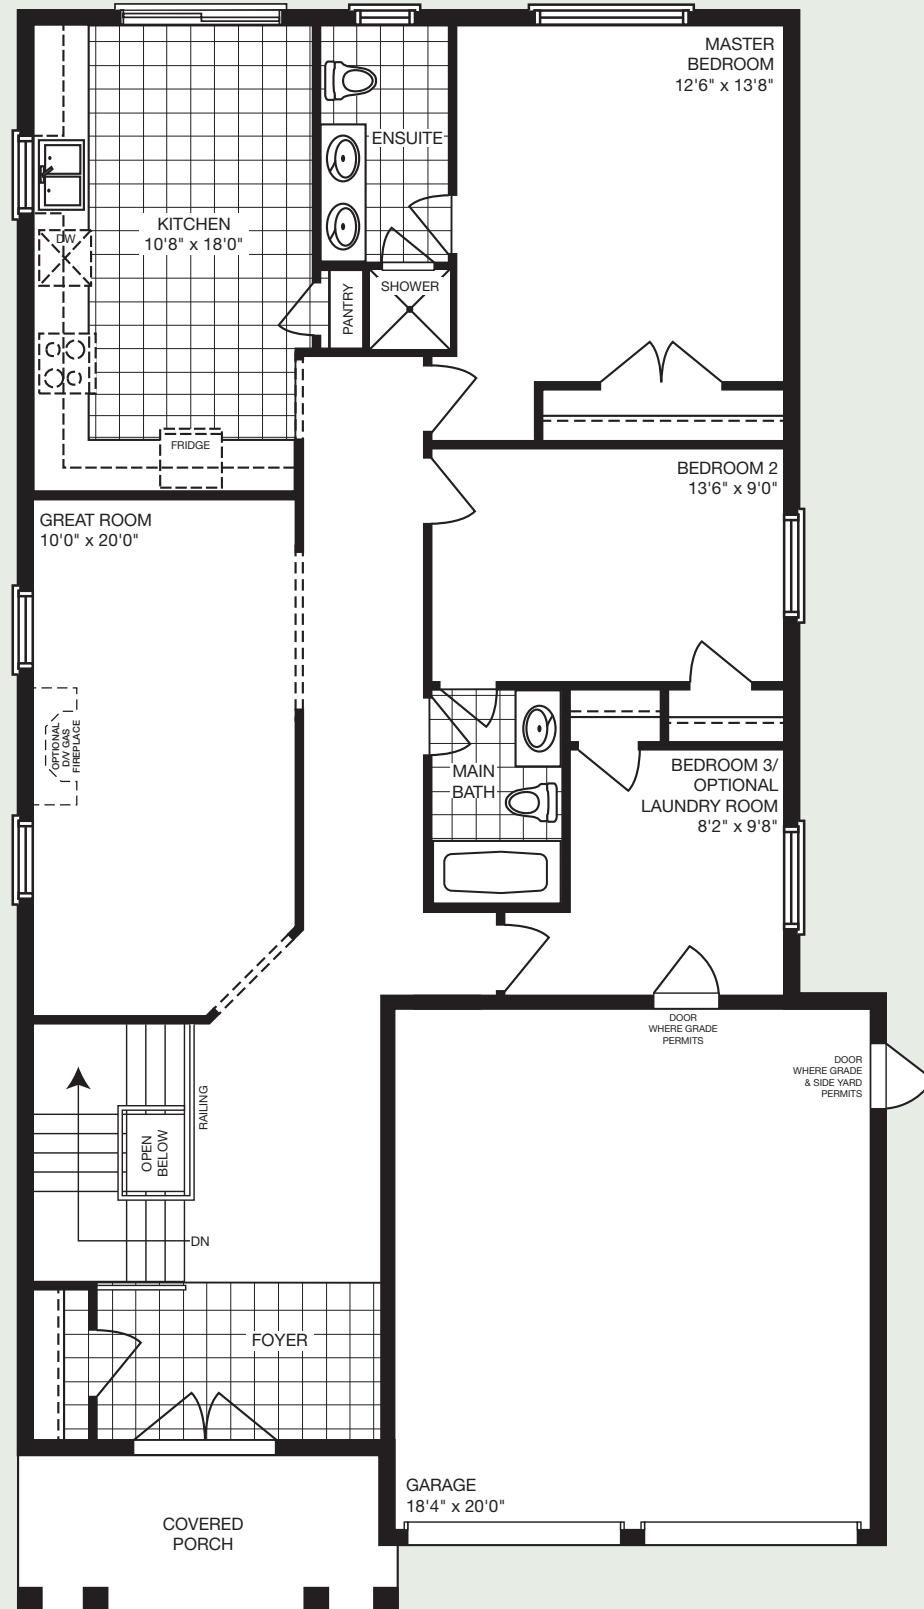 MASTER
BEDROOM
12'6" x 13'8"
ENSUITE
KITCHEN
10'8" x 18'0"
DW
SHOWER
PANTRY
FRIDGE
BEDROOM 2
13'6" x 9'0"
GREAT ROOM
10'0" x 20'0"
OPTIONAL
D/V GAS
FIREPLACE
MAIN
BATH
BEDROOM 3/
OPTIONAL
LAUNDRY ROOM
8'2" x 9'8"
DOOR
WHERE GRADE
PERMITS
DOOR
WHERE GRADE
& SIDE YARD
PERMITS
RAILING
OPEN
BELOW
DN
FOYER
GARAGE
18'4" x 20'0"
COVERED
PORCH